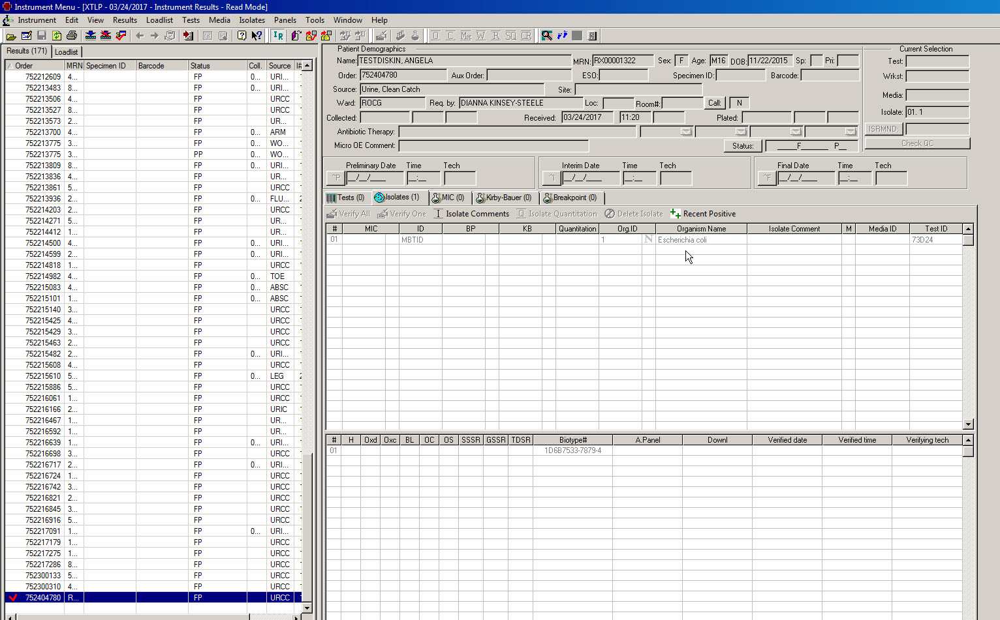 Instrument Menu - [XTLP - 03/24/2017 - Instrument Results - Read Mode]
Instrument Edit View Results Loadlist Tests Media Isolates Panels Tools Window Help
Results (171) Loadlist
Order MRN Specimen ID Barcode Status Coll. Source I#
752212609 4... FP 0... URI...
752213483 8... FP 0... URI...
752213506 4... FP URCC
752213527 8... FP URCC
752213573 2... FP UR...
752213700 4... FP 0... ARM
752213775 3... FP 0... WO...
752213775 3... PP 0... WO...
752213809 8... FP 0... URI...
752213836 4... FP UR...
752213861 5... FP URCC
752213936 2... FP 0... FLU...
752214203 2... FP URCC
752214271 5... FP UR...
752214412 1... FP UR...
752214500 4... FP 0... URI...
752214599 2... FP 0... URI...
752214818 1... FP URCC
752214982 4... FP 0... TOE
752215083 4... FP 0... ABSC
752215101 1... FP 0... ABSC
752215140 3... FP URCC
752215425 4... FP URCC
752215429 3... FP URCC
752215463 2... FP URCC
752215482 2... FP 0... URI...
752215608 4... FP URCC
752215610 5... FP 0... LEG
752215886 5... FP URCC
752216061 1... FP URCC
752216166 2... FP URIC
752216467 1... FP UR...
752216592 1... FP UR...
752216639 1... FP 0... URI...
752216698 3... FP URCC
752216717 2... FP 0... URI...
752216724 1... FP URCC
752216742 3... FP URCC
752216821 2... FP URCC
752216845 3... FP URCC
752216916 5... FP URCC
752217091 1... FP 0... URI...
752217179 1... FP URCC
752217275 1... FP URCC
752217286 8... FP URCC
752300133 5... FP URCC
752300310 4... FP URCC
752404780 R... FP URCC
Patient Demographics
Name: TESTDISKIN, ANGELA MRN: RX00001322 Sex: F Age: M16 DOB: 11/22/2015 Sp: Pri:
Order: 752404780 Aux Order: ESO: Specimen ID: Barcode:
Source: Urine, Clean Catch Site:
Ward: ROCG Req. by: DIANNA KINSEY-STEELE Loc: Room#: Call: N
Collected: Received: 03/24/2017 11:20 Plated:
Antibiotic Therapy:
Micro OE Comment: Status: ____F______ P__
Current Selection
Test:
Wrkst:
Media:
Isolate: 01. 1
ISRMND:
Check QC
Preliminary Date Time Tech Interim Date Time Tech Final Date Time Tech
^P __/__/____ __:__ ^I __/__/____ __:__ ^F __/__/____ __:__
Tests (0) Isolates (1) MIC (0) Kirby-Bauer (0) Breakpoint (0)
Verify All Verify One Isolate Comments Isolate Quantitation Delete Isolate Recent Positive
# MIC ID BP KB Quantitation Org.ID Organism Name Isolate Comment M Media ID Test ID
01 MBTID 1 N Escherichia coli 73D24
# H Oxd Oxc BL OC OS SSSR GSSR TDSR Biotype# A.Panel Downl Verified date Verified time Verifying tech
01 1D6B7533-7879-4